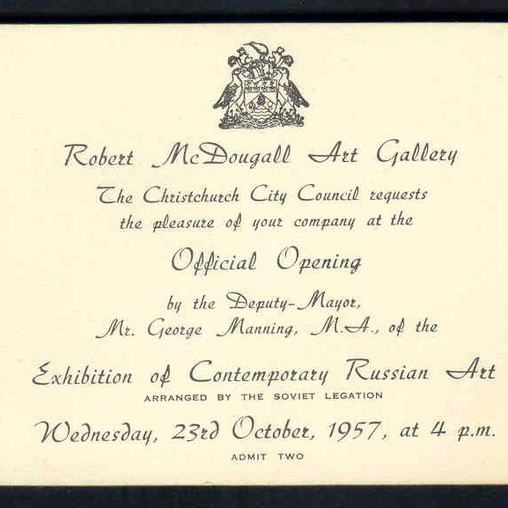 Robert McDougall Art Gallery
The Christchurch City Council requests
the pleasure of your company at the
Official Opening
by the Deputy-Mayor,
Mr. George Manning, M.A., of the
Exhibition of Contemporary Russian Art
ARRANGED BY THE SOVIET LEGATION
Wednesday, 23rd October, 1957, at 4 p.m.
ADMIT TWO